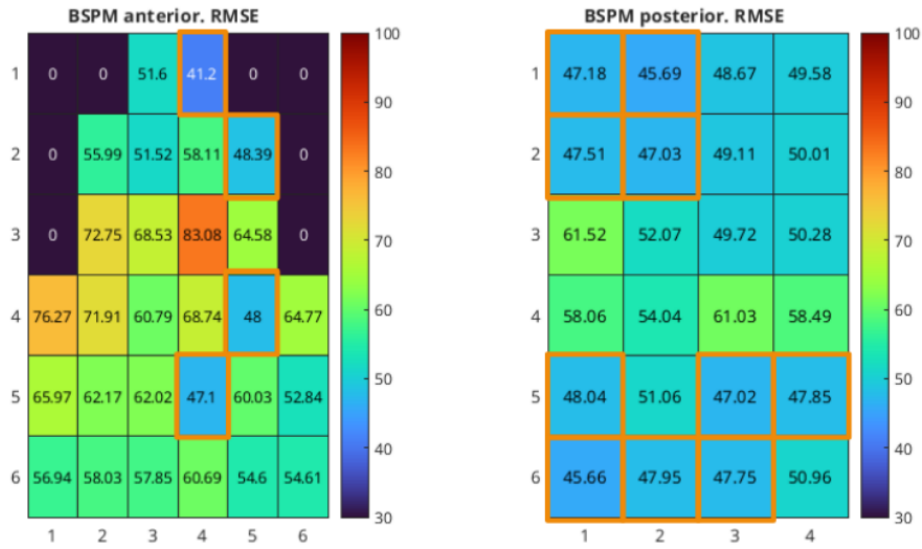 BSPM anterior. RMSE
1 0 0 51.6 41.2 0 0
2 0 55.99 51.52 58.11 48.39 0
3 0 72.75 68.53 83.08 64.58 0
4 76.27 71.91 60.79 68.74 48 64.77
5 65.97 62.17 62.02 47.1 60.03 52.84
6 56.94 58.03 57.85 60.69 54.6 54.61
1 2 3 4 5 6
100
90
80
70
60
50
40
30
BSPM posterior. RMSE
1 47.18 45.69 48.67 49.58
2 47.51 47.03 49.11 50.01
3 61.52 52.07 49.72 50.28
4 58.06 54.04 61.03 58.49
5 48.04 51.06 47.02 47.85
6 45.66 47.95 47.75 50.96
1 2 3 4
100
90
80
70
60
50
40
30